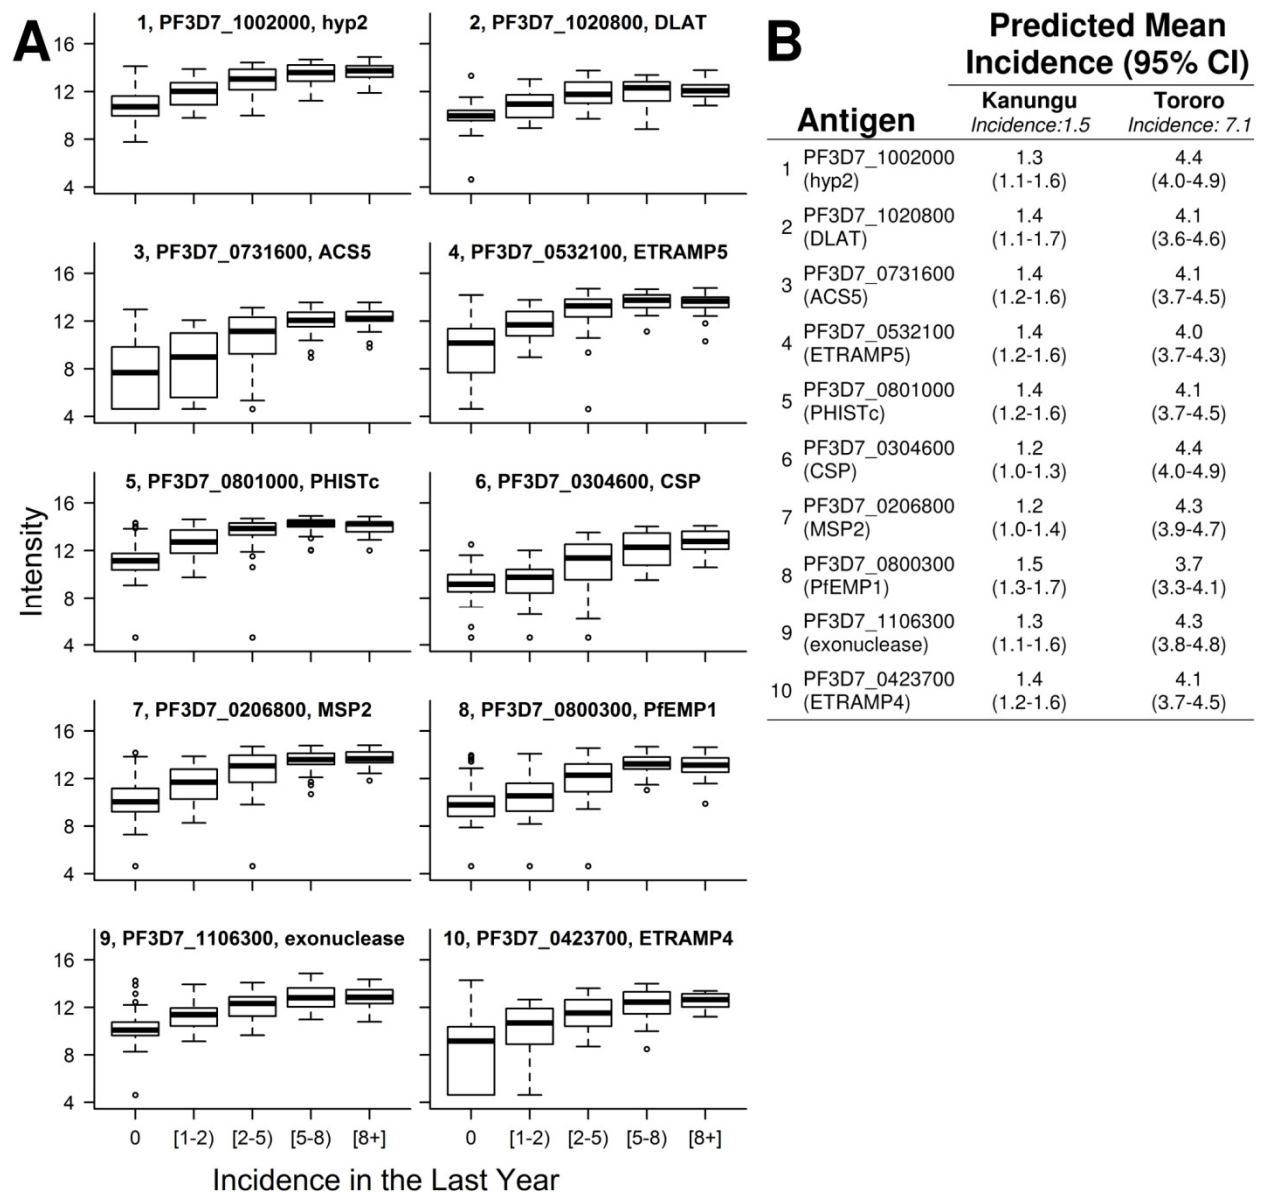 A
1, PF3D7_1002000, hyp2
2, PF3D7_1020800, DLAT
16
12
8
4
3, PF3D7_0731600, ACS5
4, PF3D7_0532100, ETRAMP5
16
12
8
4
5, PF3D7_0801000, PHISTc
6, PF3D7_0304600, CSP
16
12
8
4
7, PF3D7_0206800, MSP2
8, PF3D7_0800300, PfEMP1
16
12
8
4
9, PF3D7_1106300, exonuclease
10, PF3D7_0423700, ETRAMP4
16
12
8
4
Intensity
0 [1-2) [2-5) [5-8) [8+]
0 [1-2) [2-5) [5-8) [8+]
Incidence in the Last Year
B
Predicted Mean
Incidence (95% CI)
Kanungu Tororo
Antigen Incidence:1.5 Incidence: 7.1
1 PF3D7_1002000 1.3 4.4
(hyp2) (1.1-1.6) (4.0-4.9)
2 PF3D7_1020800 1.4 4.1
(DLAT) (1.1-1.7) (3.6-4.6)
3 PF3D7_0731600 1.4 4.1
(ACS5) (1.2-1.6) (3.7-4.5)
4 PF3D7_0532100 1.4 4.0
(ETRAMP5) (1.2-1.6) (3.7-4.3)
5 PF3D7_0801000 1.4 4.1
(PHISTc) (1.2-1.6) (3.7-4.5)
6 PF3D7_0304600 1.2 4.4
(CSP) (1.0-1.3) (4.0-4.9)
7 PF3D7_0206800 1.2 4.3
(MSP2) (1.0-1.4) (3.9-4.7)
8 PF3D7_0800300 1.5 3.7
(PfEMP1) (1.3-1.7) (3.3-4.1)
9 PF3D7_1106300 1.3 4.3
(exonuclease) (1.1-1.6) (3.8-4.8)
10 PF3D7_0423700 1.4 4.1
(ETRAMP4) (1.2-1.6) (3.7-4.5)